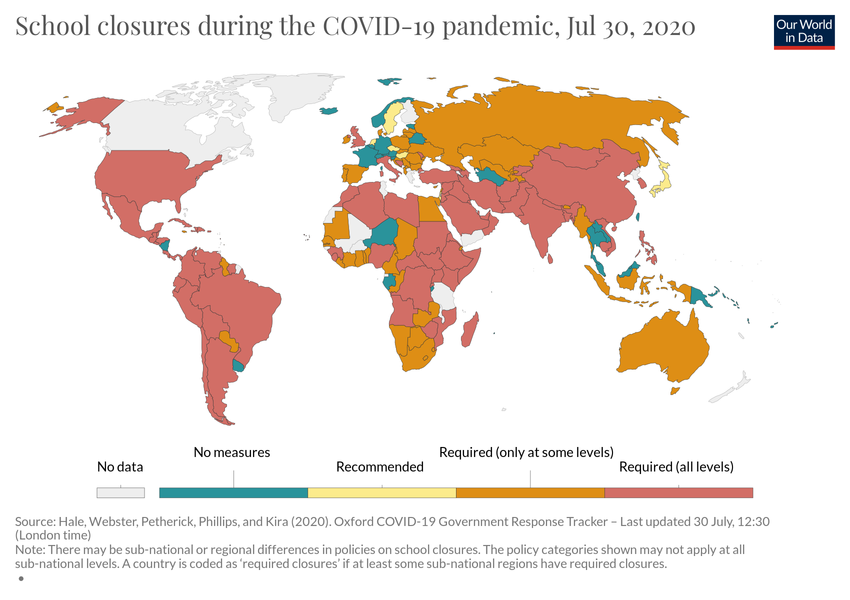 School closures during the COVID-19 pandemic, Jul 30, 2020
Our World
in Data
No data
No measures
Recommended
Required (only at some levels)
Required (all levels)
Source: Hale, Webster, Petherick, Phillips, and Kira (2020). Oxford COVID-19 Government Response Tracker – Last updated 30 July, 12:30
(London time)
Note: There may be sub-national or regional differences in policies on school closures. The policy categories shown may not apply at all
sub-national levels. A country is coded as ‘required closures’ if at least some sub-national regions have required closures.